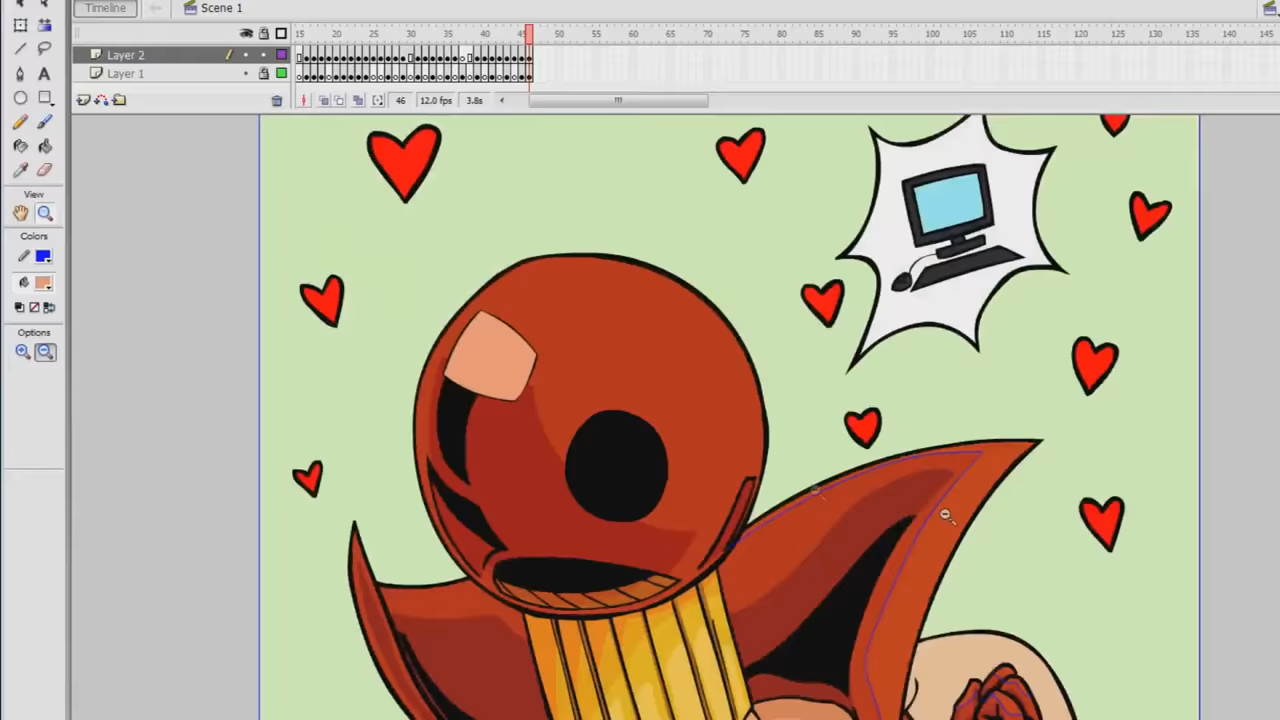 Timeline
Scene 1
15 20 25 30 35 40 45 50 55 60 65 70 75 80 85 90 95 100 105 110 115 120 125 130 135 140 145
Layer 2
Layer 1
46 12.0 fps 3.8s
A
View
Colors
Options